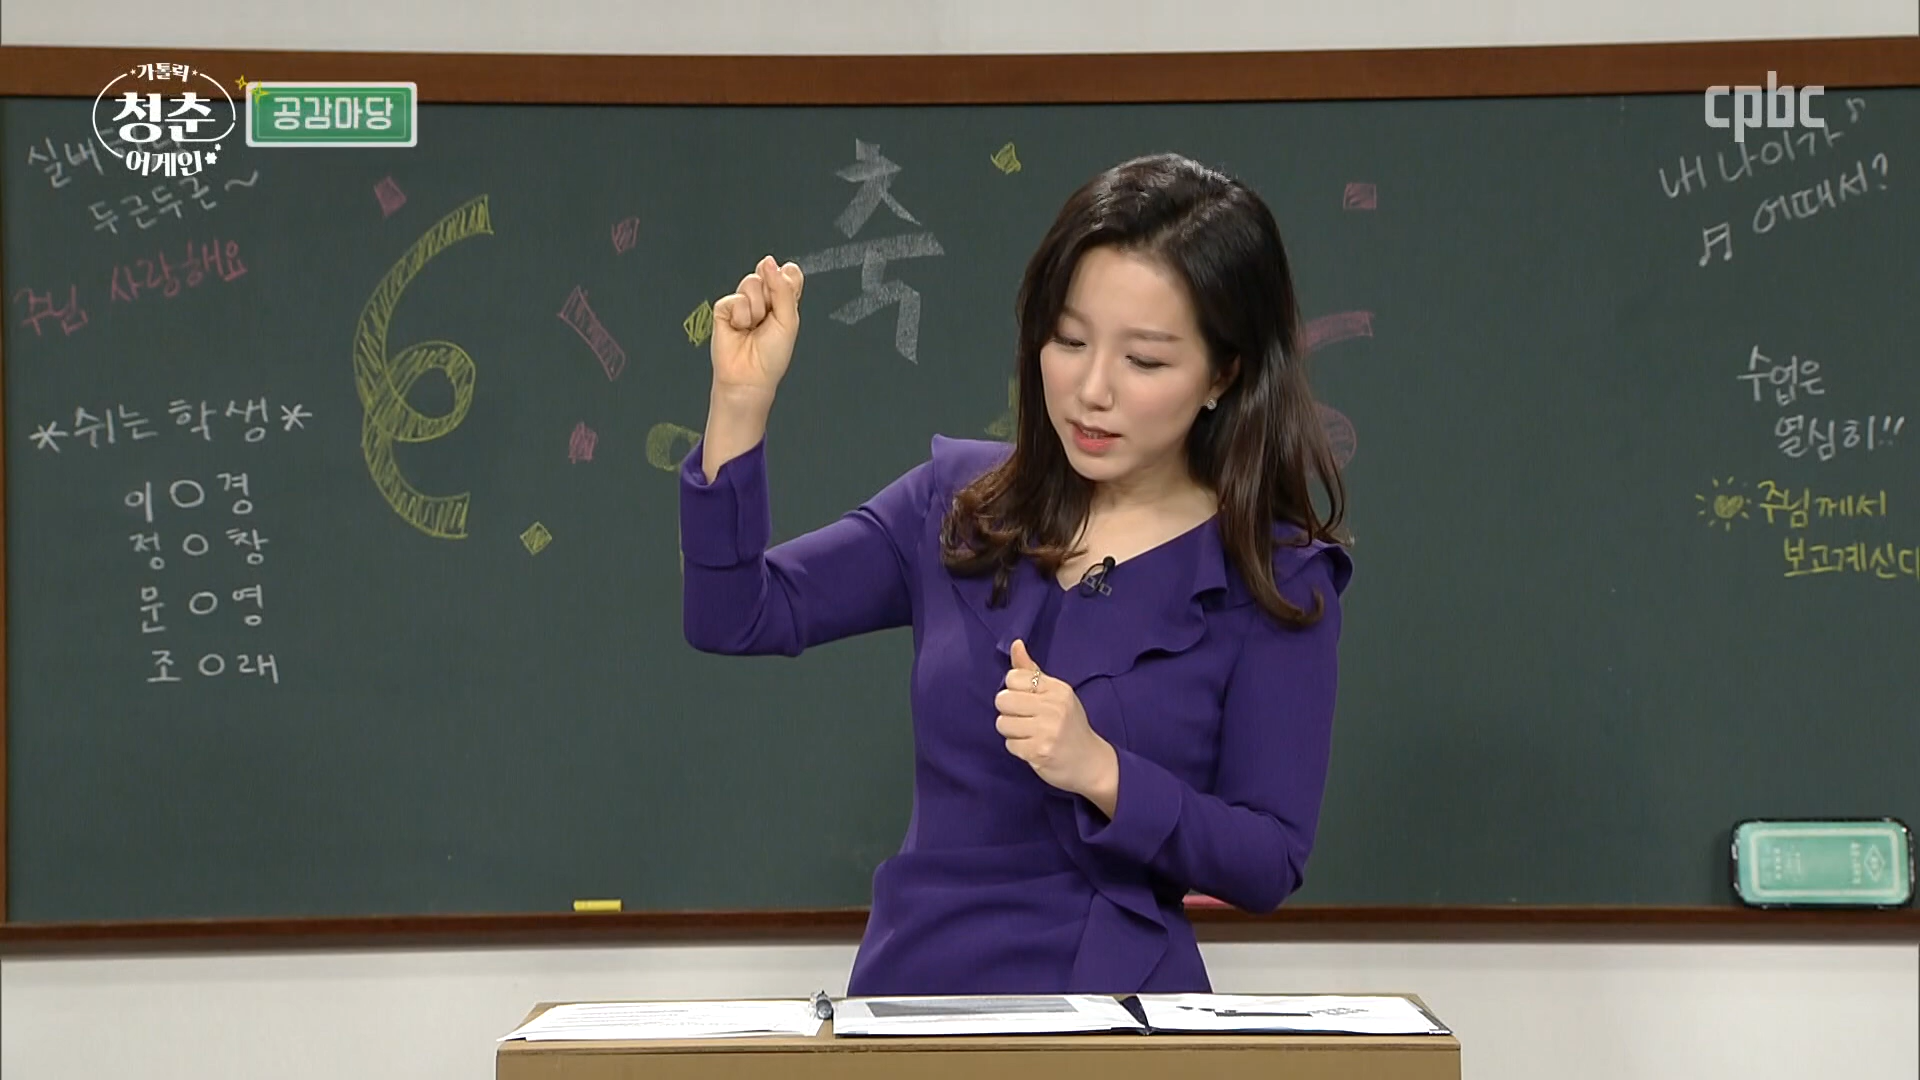 가톨릭
청춘
어게인
공감마당
cpbc
실내
두근두근~
주님 사랑해요
*쉬는 학생*
이○경
정○창
문○영
조○래
축
내 나이가
어때서?
수업은
열심히!!
주님께서
보고계신다